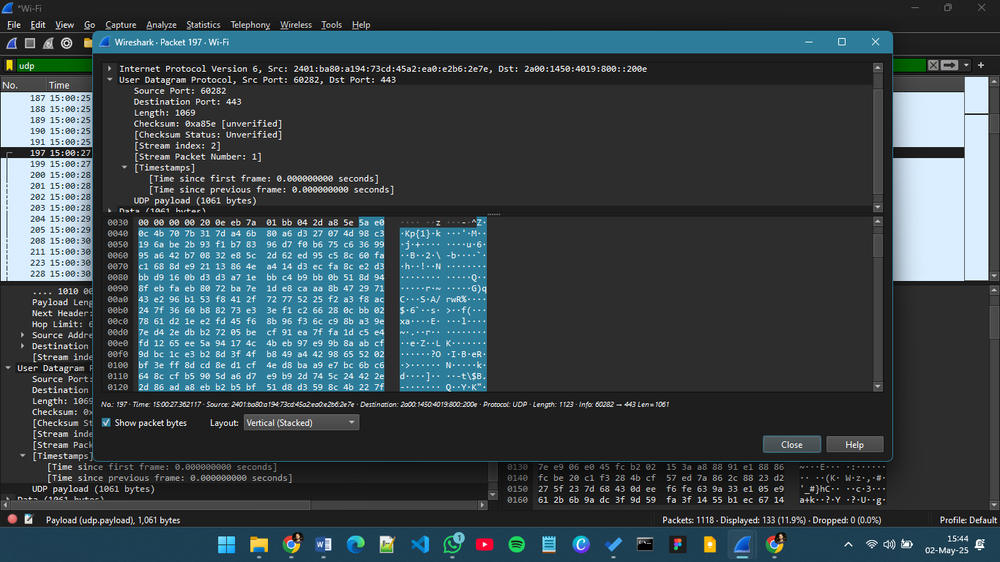 *Wi-Fi
File Edit View Go Capture Analyze Statistics Telephony Wireless Tools Help
udp
No. Time
187 15:00:25
188 15:00:25
189 15:00:25
190 15:00:25
191 15:00:25
197 15:00:27
199 15:00:27
200 15:00:28
201 15:00:28
202 15:00:28
203 15:00:28
204 15:00:29
205 15:00:29
208 15:00:30
211 15:00:30
223 15:00:30
228 15:00:30
.... 1010 00
Payload Leng
Next Header:
Hop Limit: 6
Source Addre
Destination
[Stream inde
User Datagram P
Source Port:
Destination
Length: 1069
Checksum: 0x
[Checksum St
[Stream inde
[Stream Pack
[Timestamps]
[Time since first frame: 0.000000000 seconds]
[Time since previous frame: 0.000000000 seconds]
UDP payload (1061 bytes)
Data (1061 bytes)
Wireshark · Packet 197 · Wi-Fi
Internet Protocol Version 6, Src: 2401:ba80:a194:73cd:45a2:ea0:e2b6:2e7e, Dst: 2a00:1450:4019:800::200e
User Datagram Protocol, Src Port: 60282, Dst Port: 443
Source Port: 60282
Destination Port: 443
Length: 1069
Checksum: 0xa85e [unverified]
[Checksum Status: Unverified]
[Stream index: 2]
[Stream Packet Number: 1]
[Timestamps]
[Time since first frame: 0.000000000 seconds]
[Time since previous frame: 0.000000000 seconds]
UDP payload (1061 bytes)
Data (1061 bytes)
0030 00 00 00 00 20 0e eb 7a 01 bb 04 2d a8 5e 5a e0 ···· ··z ···-·^Z·
0040 0c 4b 70 7b 31 7d a4 6b 80 a6 d3 27 07 4d 98 c3 ·Kp{1}·k ···'·M··
0050 19 6a be 2b 93 f1 b7 83 96 d7 f0 b6 75 c6 36 99 ·j·+···· ····u·6·
0060 95 a6 42 b7 08 32 e8 5c 2d 62 ed 95 c5 8c 60 fa ··B··2·\ -b····`·
0070 c1 68 8d e9 21 13 86 4e a4 14 d3 ec fa 8c e2 d3 ·h··!··N ········
0080 bb d9 16 0b d3 d3 a7 1e bb c4 b9 bb 0b 51 8d 94 ········ ·····Q··
0090 8f eb fa eb 80 72 ba 7e 1d e8 ca aa 8b 47 29 71 ·····r·~ ·····G)q
00a0 43 e2 96 b1 53 f8 41 2f 72 77 52 25 f2 a3 f8 ac C···S·A/ rwR%····
00b0 24 7f 36 60 b8 82 73 e3 3e f1 c2 66 28 0c bb 02 $·6`··s· >··f(···
00c0 78 61 d2 1e e2 fd 45 f6 8b 96 f3 6c c9 8b a3 9e xa····E· ···l····
00d0 7e d4 2e db b2 72 05 be cf 91 ea 7f fa 1d c5 e4 ~·.··r·· ········
00e0 fd 12 65 ee 5a 94 17 4c 4b eb 97 e9 9b 8a ab cf ··e·Z··L K·······
00f0 9d bc 1c e3 b2 8d 3f 4f b8 49 a4 42 98 65 52 02 ······?O ·I·B·eR·
0100 bf 3e ff 8d cd 8e d1 cf 4e d8 ba a9 e7 bc 6b c6 ·>······ N·····k·
0110 64 8c cf b5 90 5d a6 d7 e9 b9 2d 74 5c 24 42 2e d····]·· ··-t\$B.
0120 2d 86 ad a8 eb b2 b5 bf 51 d8 d3 59 8c 4b 22 7f -······· Q··Y·K"·
No.: 197 · Time: 15:00:27.362117 · Source: 2401:ba80:a194:73cd:45a2:ea0:e2b6:2e7e · Destination: 2a00:1450:4019:800::200e · Protocol: UDP · Length: 1123 · Info: 60282 → 443 Len=1061
Show packet bytes Layout: Vertical (Stacked)
Close Help
0130 7e e9 06 e0 45 fc b2 02 15 3a a8 88 91 e1 88 86 ~···E··· ·:······
0140 fc be 20 c1 f3 28 4b cf 57 ed 7a 86 2c 88 23 d2 ·· ··(K· W·z·,·#·
0150 27 5f 23 7d 68 43 0d ee f6 fe 63 9a 33 e1 05 e9 '_#}hC·· ··c·3···
0160 61 2b 6b 9a dc 3f 9d 59 fa 3f 14 55 b1 ec 67 14 a+k··?·Y ·?·U··g·
Payload (udp.payload), 1,061 bytes
Packets: 1118 · Displayed: 133 (11.9%) · Dropped: 0 (0.0%)
Profile: Default
1
15:44
02-May-25